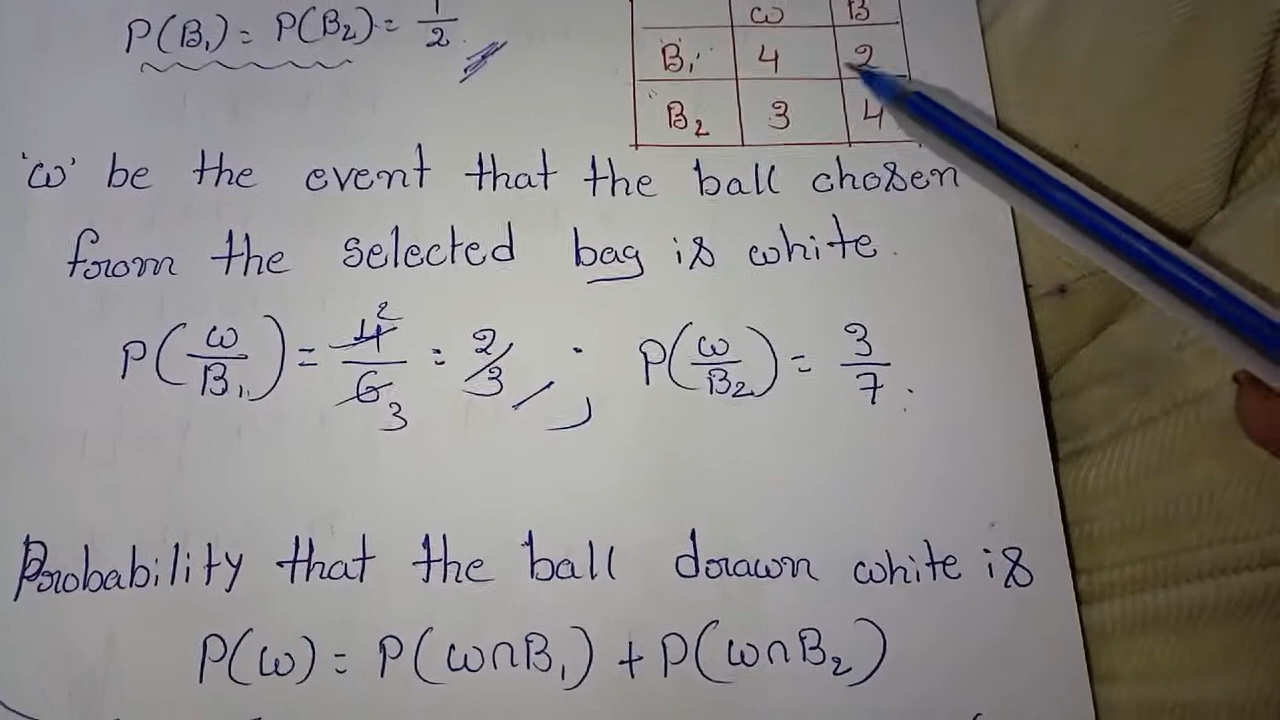 P(B₁) = P(B₂) = 1/2
W B
B₁ 4 2
B₂ 3 4
'W' be the event that the ball chosen
from the selected bag is white.
P(W/B₁) = 4/6 2 3 = 2/3 ; P(W/B₂) = 3/7.
Probability that the ball drawn white is
P(W) = P(W∩B₁) + P(W∩B₂)